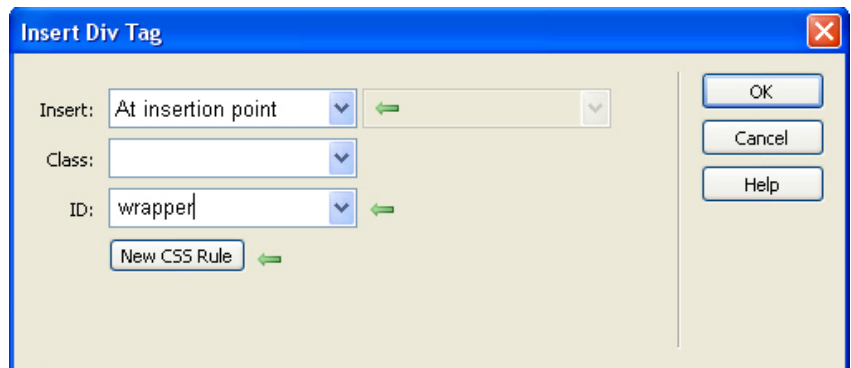 Insert Div Tag
Insert: At insertion point
OK
Class:
Cancel
ID: wrapper
Help
New CSS Rule